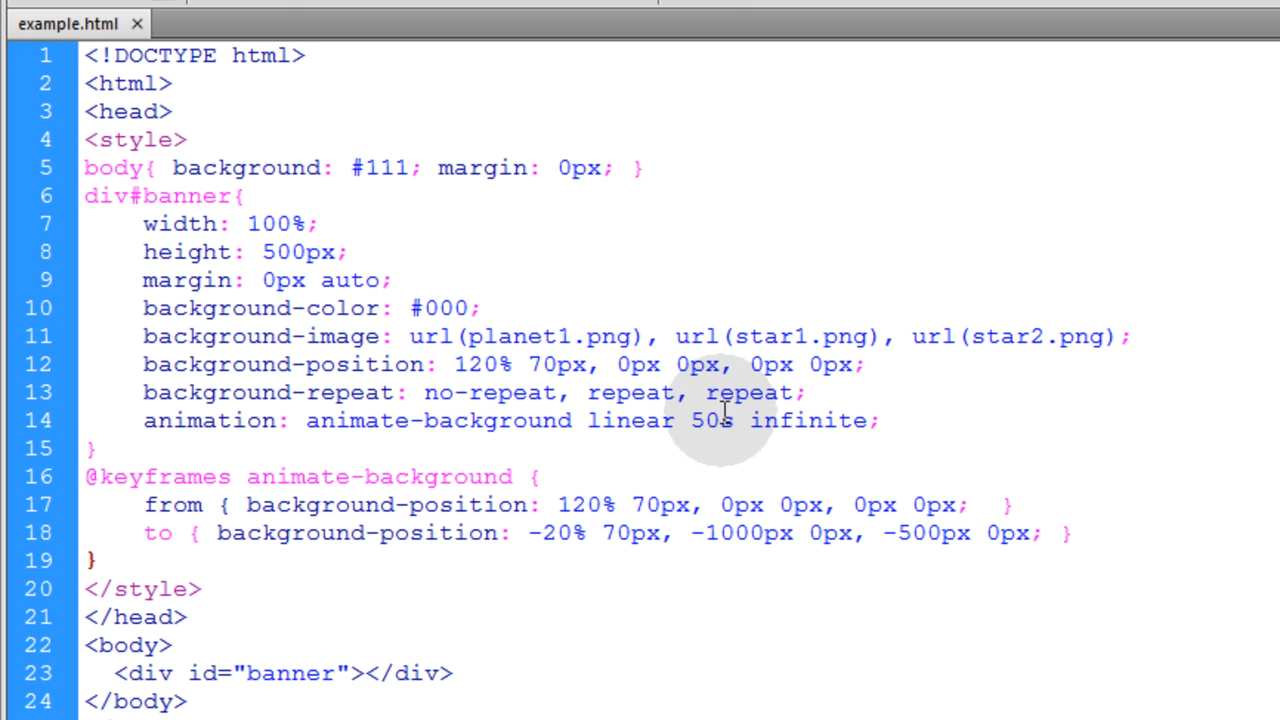 example.html ×
1 <!DOCTYPE html>
2 <html>
3 <head>
4 <style>
5 body{ background: #111; margin: 0px; }
6 div#banner{
7     width: 100%;
8     height: 500px;
9     margin: 0px auto;
10     background-color: #000;
11     background-image: url(planet1.png), url(star1.png), url(star2.png);
12     background-position: 120% 70px, 0px 0px, 0px 0px;
13     background-repeat: no-repeat, repeat, repeat;
14     animation: animate-background linear 50s infinite;
15 }
16 @keyframes animate-background {
17     from { background-position: 120% 70px, 0px 0px, 0px 0px;  }
18     to { background-position: -20% 70px, -1000px 0px, -500px 0px; }
19 }
20 </style>
21 </head>
22 <body>
23   <div id="banner"></div>
24 </body>